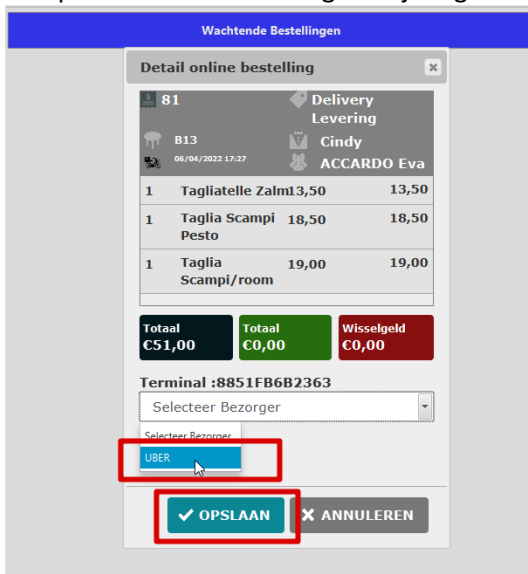 Wachtende Bestellingen
Detail online bestelling
81
Delivery
Levering
B13
Cindy
06/04/2022 17:27
ACCARDO Eva
1 Tagliatelle Zalm 13,50 13,50
1 Taglia Scampi 18,50 18,50
Pesto
1 Taglia 19,00 19,00
Scampi/room
Totaal Totaal Wisselgeld
€51,00 €0,00 €0,00
Terminal :8851FB6B2363
Selecteer Bezorger
Selecteer Bezorger
UBER
OPSLAAN
ANNULEREN